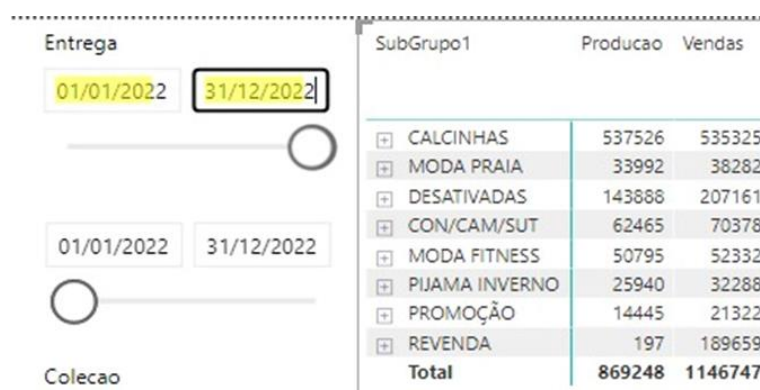 Entrega
01/01/2022 31/12/2022
01/01/2022 31/12/2022
Colecao
SubGrupo1 Producao Vendas
CALCINHAS 537526 535325
MODA PRAIA 33992 38282
DESATIVADAS 143888 207161
CON/CAM/SUT 62465 70378
MODA FITNESS 50795 52332
PIJAMA INVERNO 25940 32288
PROMOÇÃO 14445 21322
REVENDA 197 189659
Total 869248 1146747